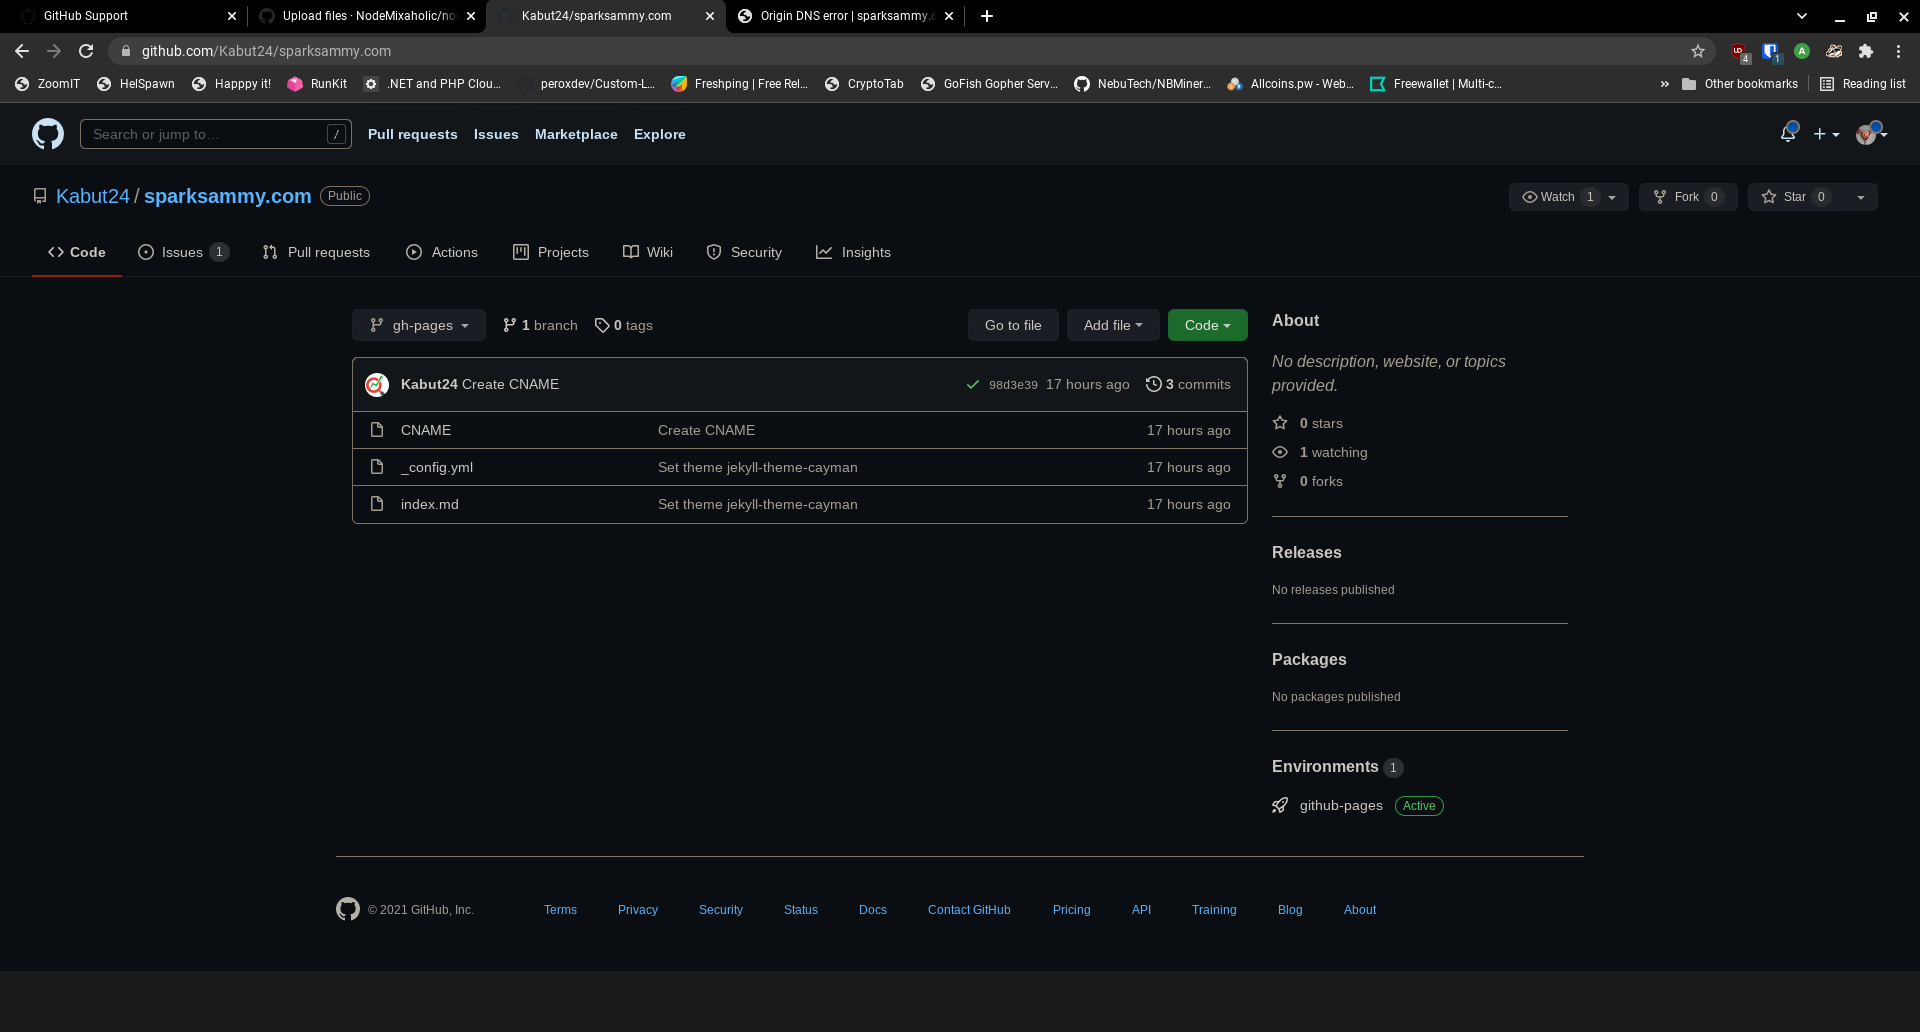 GitHub Support
Upload files · NodeMixaholic/no
Kabut24/sparksammy.com
Origin DNS error | sparksammy.
github.com/Kabut24/sparksammy.com
4
1
A
ZoomIT
HelSpawn
Happpy it!
RunKit
.NET and PHP Clou...
peroxdev/Custom-L...
Freshping | Free Rel...
CryptoTab
GoFish Gopher Serv...
NebuTech/NBMiner...
Allcoins.pw - Web...
Freewallet | Multi-c...
» Other bookmarks
Reading list
Search or jump to… /
Pull requests
Issues
Marketplace
Explore
Kabut24 / sparksammy.com Public
Watch 1
Fork 0
Star 0
Code
Issues 1
Pull requests
Actions
Projects
Wiki
Security
Insights
gh-pages
1 branch
0 tags
Go to file
Add file
Code
Kabut24 Create CNAME
98d3e39 17 hours ago
3 commits
CNAME Create CNAME 17 hours ago
_config.yml Set theme jekyll-theme-cayman 17 hours ago
index.md Set theme jekyll-theme-cayman 17 hours ago
About
No description, website, or topics
provided.
0 stars
1 watching
0 forks
Releases
No releases published
Packages
No packages published
Environments 1
github-pages Active
© 2021 GitHub, Inc.
Terms
Privacy
Security
Status
Docs
Contact GitHub
Pricing
API
Training
Blog
About